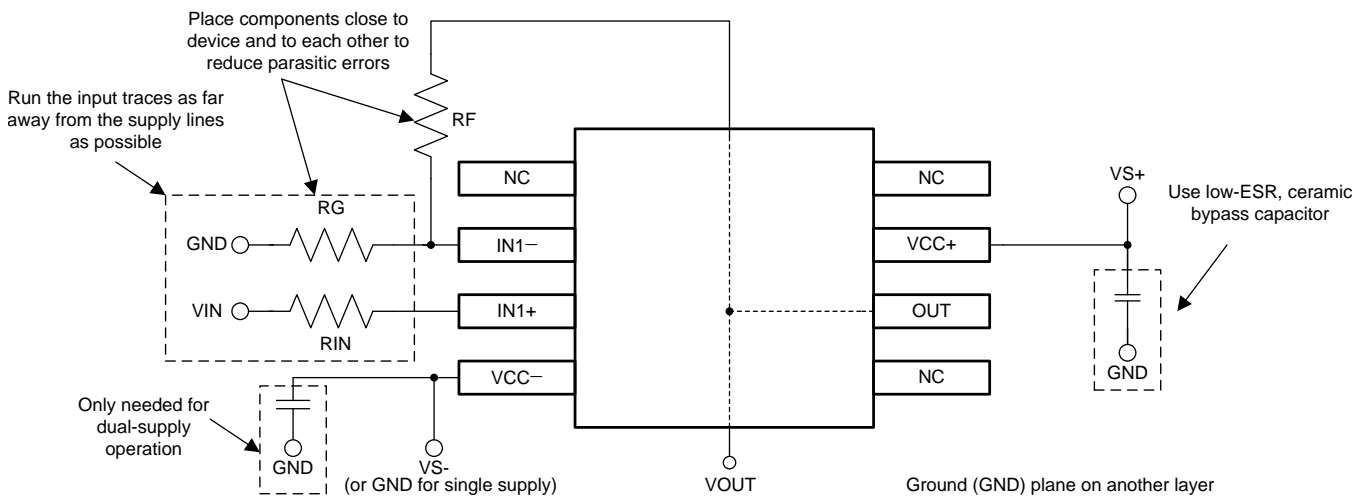 Place components close to
device and to each other to
reduce parasitic errors
Run the input traces as far
away from the supply lines
as possible
RF
NC
NC
VS+
Use low-ESR, ceramic
bypass capacitor
RG
GND
IN1−
VCC+
VIN
IN1+
OUT
RIN
VCC−
NC
GND
Only needed for
dual-supply
operation
GND
VS-
(or GND for single supply)
VOUT
Ground (GND) plane on another layer